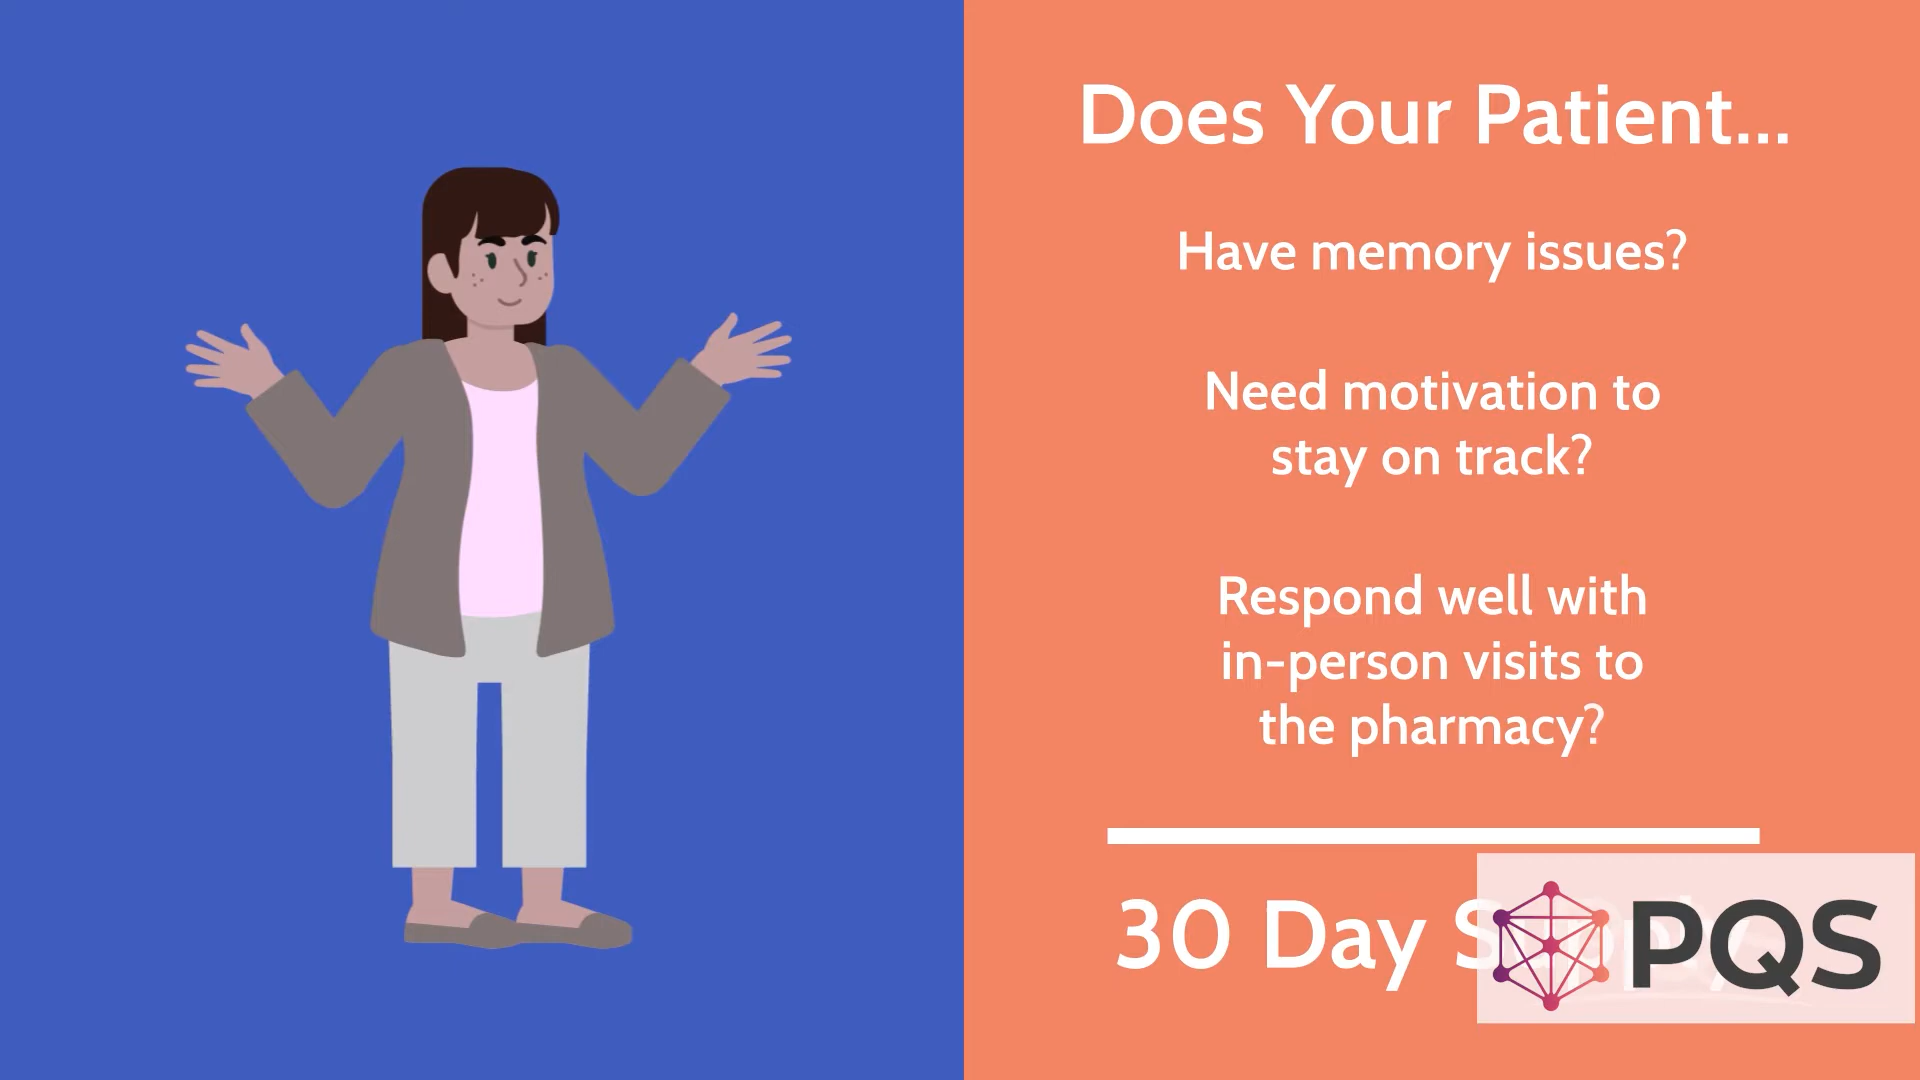 Does Your Patient...
Have memory issues?
Need motivation to
stay on track?
Respond well with
in-person visits to
the pharmacy?
30 Day Supply
PQS